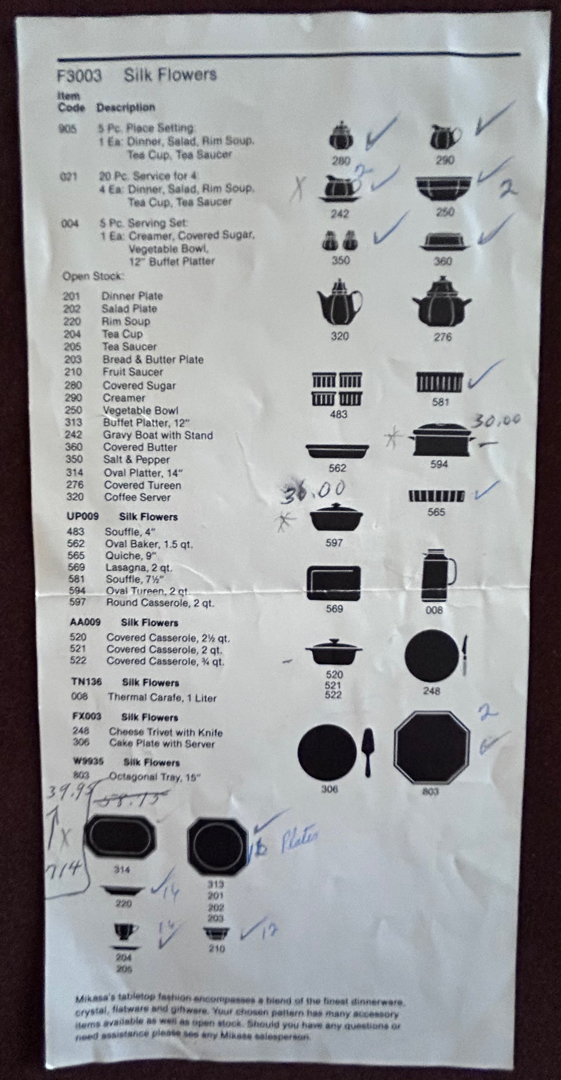 F3003 Silk Flowers
Item
Code Description
905 5 Pc. Place Setting:
1 Ea: Dinner, Salad, Rim Soup,
Tea Cup, Tea Saucer
021 20 Pc. Service for 4:
4 Ea: Dinner, Salad, Rim Soup,
Tea Cup, Tea Saucer
004 5 Pc. Serving Set:
1 Ea: Creamer, Covered Sugar,
Vegetable Bowl,
12" Buffet Platter
Open Stock:
201 Dinner Plate
202 Salad Plate
220 Rim Soup
204 Tea Cup
205 Tea Saucer
203 Bread & Butter Plate
210 Fruit Saucer
280 Covered Sugar
290 Creamer
250 Vegetable Bowl
313 Buffet Platter, 12"
242 Gravy Boat with Stand
360 Covered Butter
350 Salt & Pepper
314 Oval Platter, 14"
276 Covered Tureen
320 Coffee Server
UP009 Silk Flowers
483 Souffle, 4"
562 Oval Baker, 1.5 qt.
565 Quiche, 9"
569 Lasagna, 2 qt.
581 Souffle, 7½"
594 Oval Tureen, 2 qt.
597 Round Casserole, 2 qt.
AA009 Silk Flowers
520 Covered Casserole, 2½ qt.
521 Covered Casserole, 2 qt.
522 Covered Casserole, ¾ qt.
TN136 Silk Flowers
008 Thermal Carafe, 1 Liter
FX003 Silk Flowers
248 Cheese Trivet with Knife
306 Cake Plate with Server
W9935 Silk Flowers
803 Octagonal Tray, 15"
280 290
2
X
242 250 2
350 360
320 276
483 581
30.00
562 594
36.00
597 565
569 008
520
521
522
248
2
306 803
39.95 58.75
X
714
314
Plates
313
201
202
203
220 14
14
204
205
210 12
Mikasa's tabletop fashion encompasses a blend of the finest dinnerware,
crystal, flatware and giftware. Your chosen pattern has many accessory
items available as well as open stock. Should you have any questions or
need assistance please see any Mikasa salesperson.